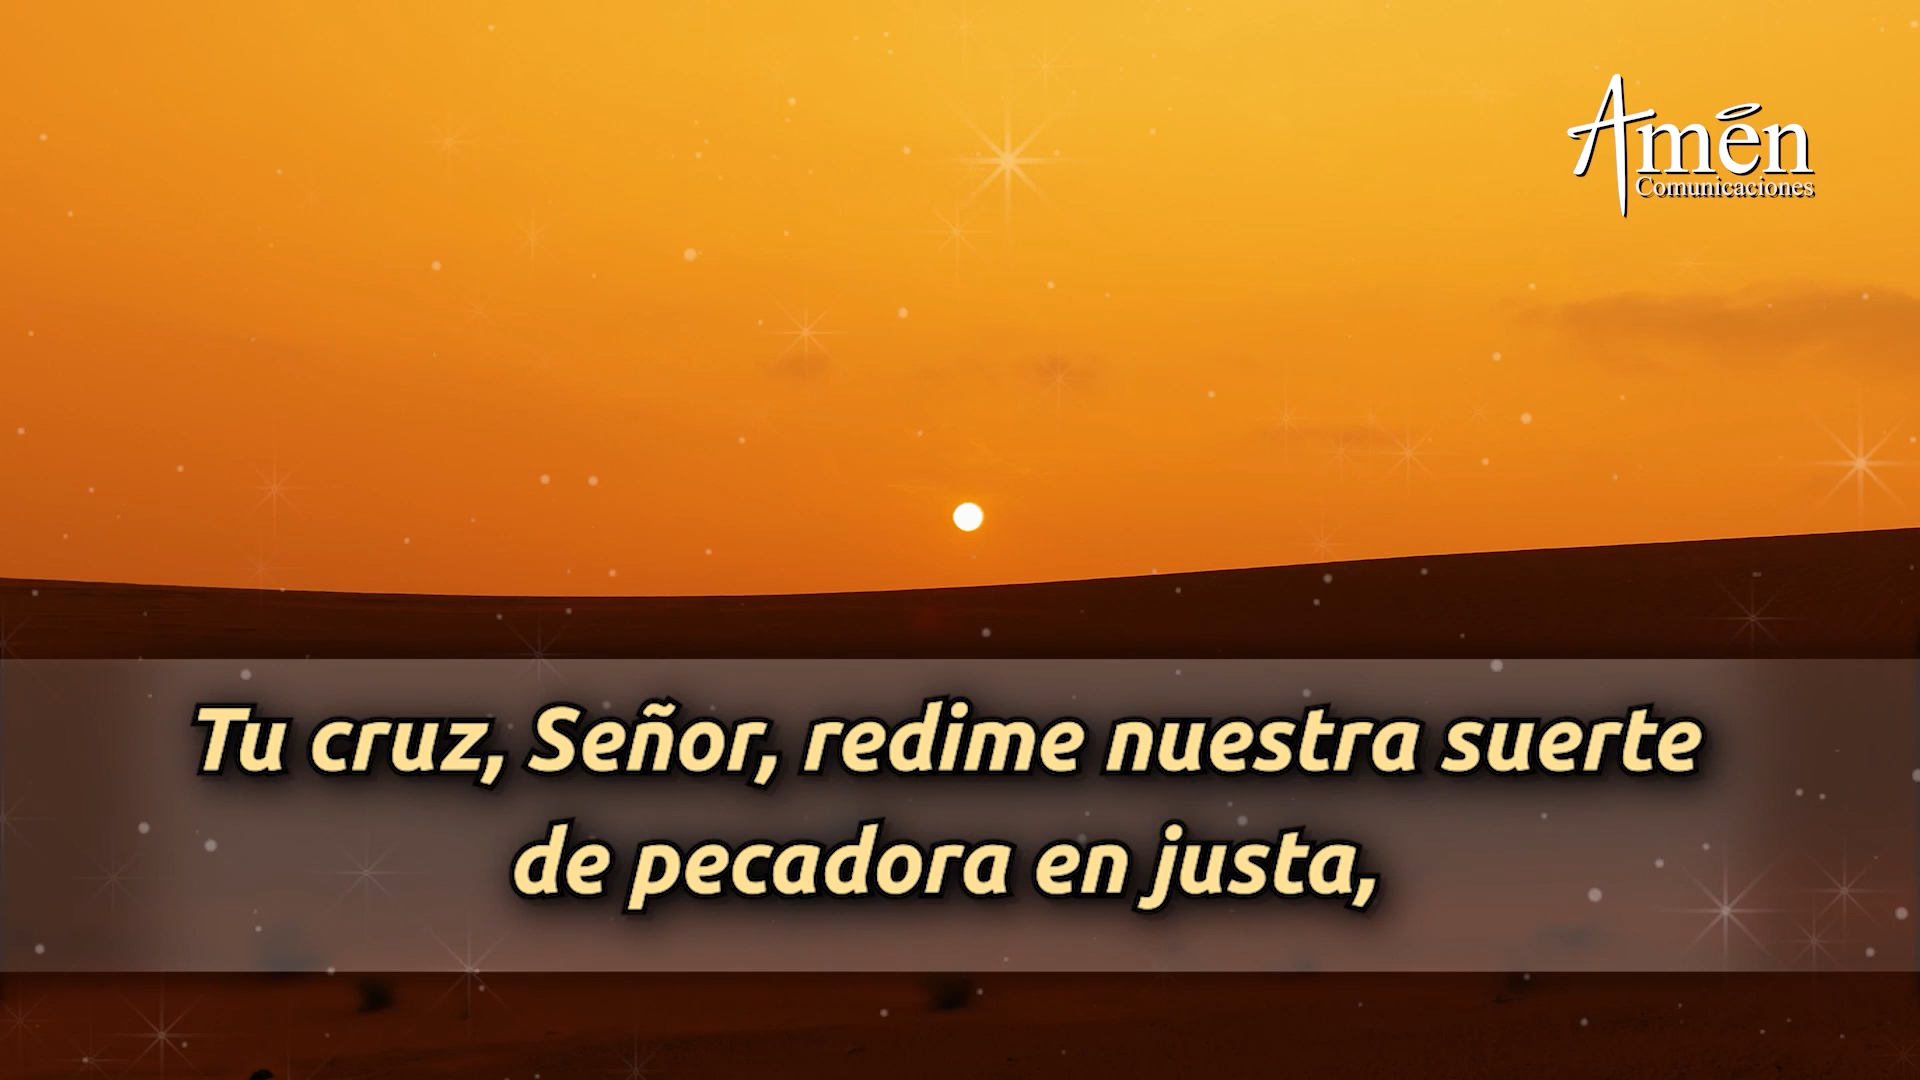 Amén
Comunicaciones
Tu cruz, Señor, redime nuestra suerte
de pecadora en justa,